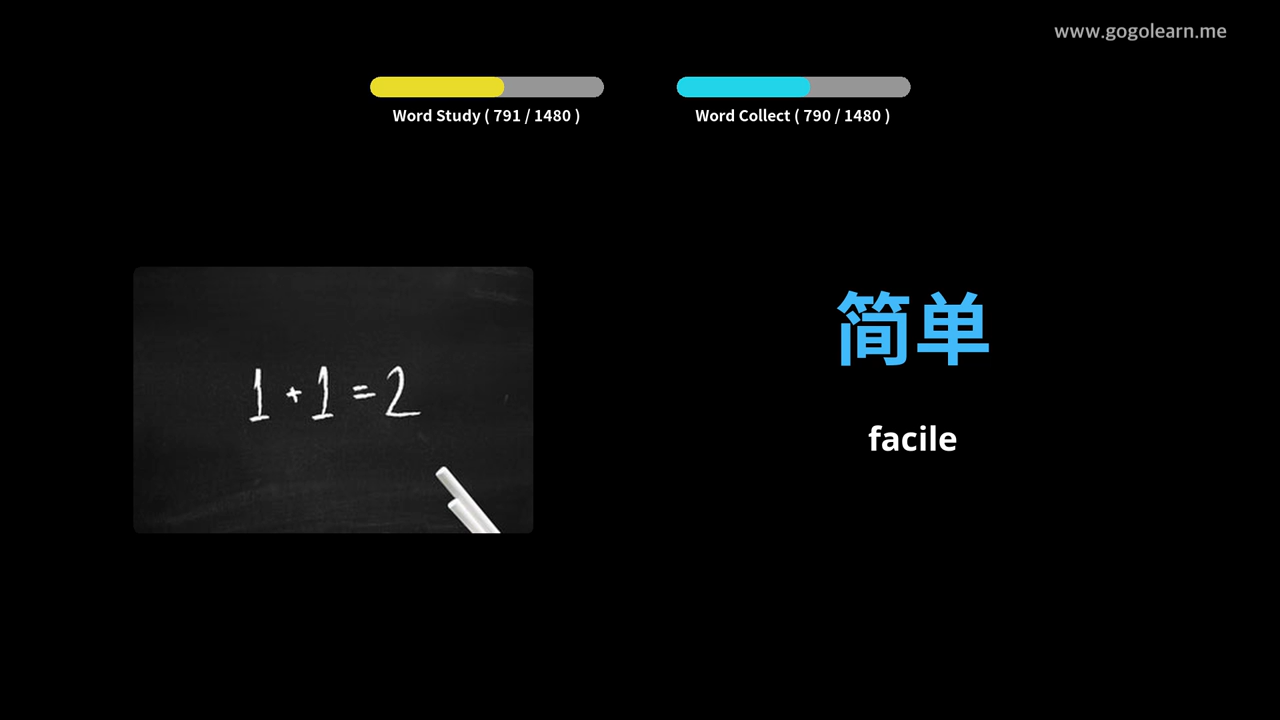 www.gogolearn.me
Word Study ( 791 / 1480 )
Word Collect ( 790 / 1480 )
1 + 1 = 2
简单
facile